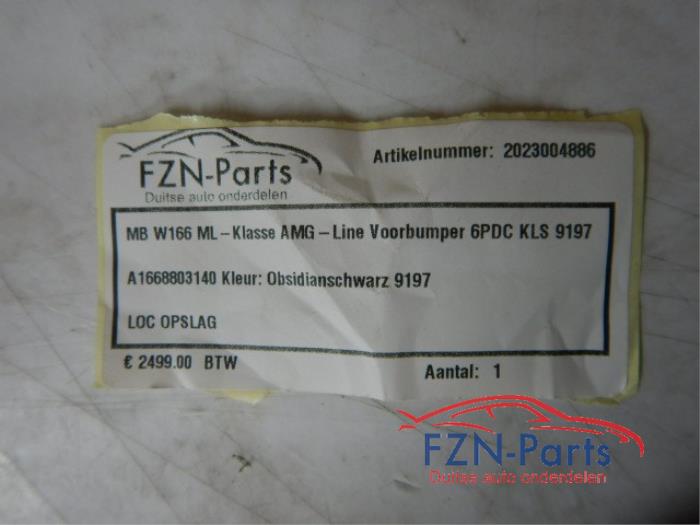 FZN-Parts
Duitse auto onderdelen
Artikelnummer: 2023004886
MB W166 ML-Klasse AMG-Line Voorbumper 6PDC KLS 9197
A1668803140 Kleur: Obsidianschwarz 9197
LOC OPSLAG
€ 2499.00 BTW
Aantal: 1
FZN-Parts
Duitse auto onderdelen